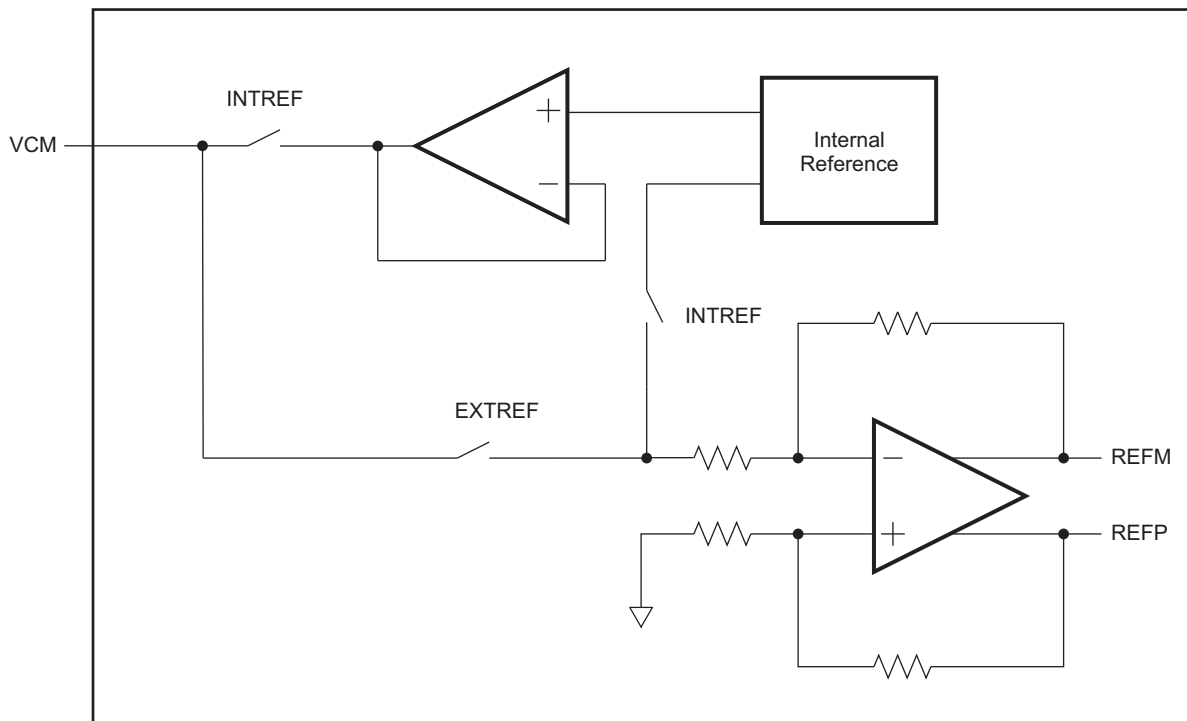 INTREF
VCM
+
−
Internal
Reference
INTREF
EXTREF
−
+
REFM
REFP